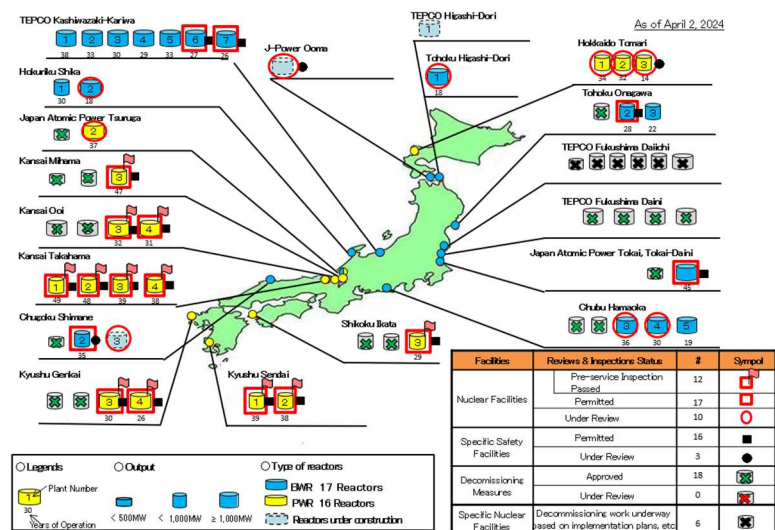 As of April 2, 2024
TEPCO Kashiwazaki-Kariwa
1 2 3 4 5 6 7
38 33 30 29 33 27 26
Hokuriku Shika
1 2
30 18
Japan Atomic Power Tsuruga
2
37
Kansai Mihama
3
47
Kansai Ooi
3 4
32 31
Kansai Takahama
1 2 3 4
49 48 39 38
Chugoku Shimane
2 3
35
Kyushu Genkai
3 4
30 26
Kyushu Sendai
1 2
39 38
Shikoku Ikata
3
29
J-Power Ooma
TEPCO Higashi-Dori
1
Tohoku Higashi-Dori
1
18
Hokkaido Tomari
1 2 3
34 32 14
Tohoku Onagawa
2 3
28 22
TEPCO Fukushima Daiichi
TEPCO Fukushima Daini
Japan Atomic Power Tokai, Tokai-Daini
45
Chubu Hamaoka
3 4 5
36 30 19
Facilities Reviews & Inspections Status # Symbol
Nuclear Facilities
Pre-service Inspection
Passed 12
Permitted 17
Under Review 10
Specific Safety
Facilities
Permitted 16
Under Review 3
Decomissioning
Measures
Approved 18
Under Review 0
Specific Nuclear
Facilities
Decommissioning work underway
based on implementation plans, etc. 6
Legends
1
Plant Number
30
Years of Operation
Output
< 500MW < 1,000MW ≥ 1,000MW
Type of reactors
BWR 17 Reactors
PWR 16 Reactors
Reactors under construction